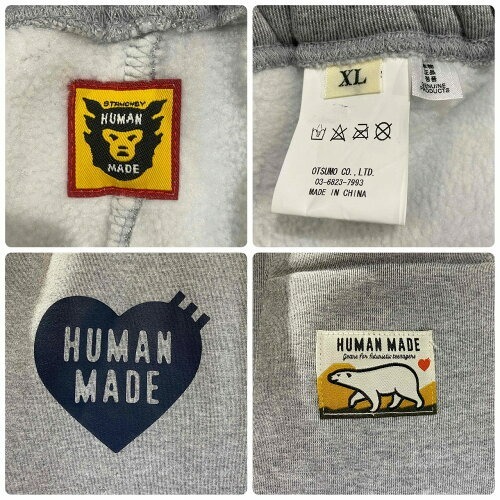 STRMCWBY
HUMAN
MADE
XL
GENUINE
PRODUCTS
OTSUMO CO., LTD.
03-6823-7993
MADE IN CHINA
HUMAN
MADE
HUMAN MADE
Gears for futuristic teenagers